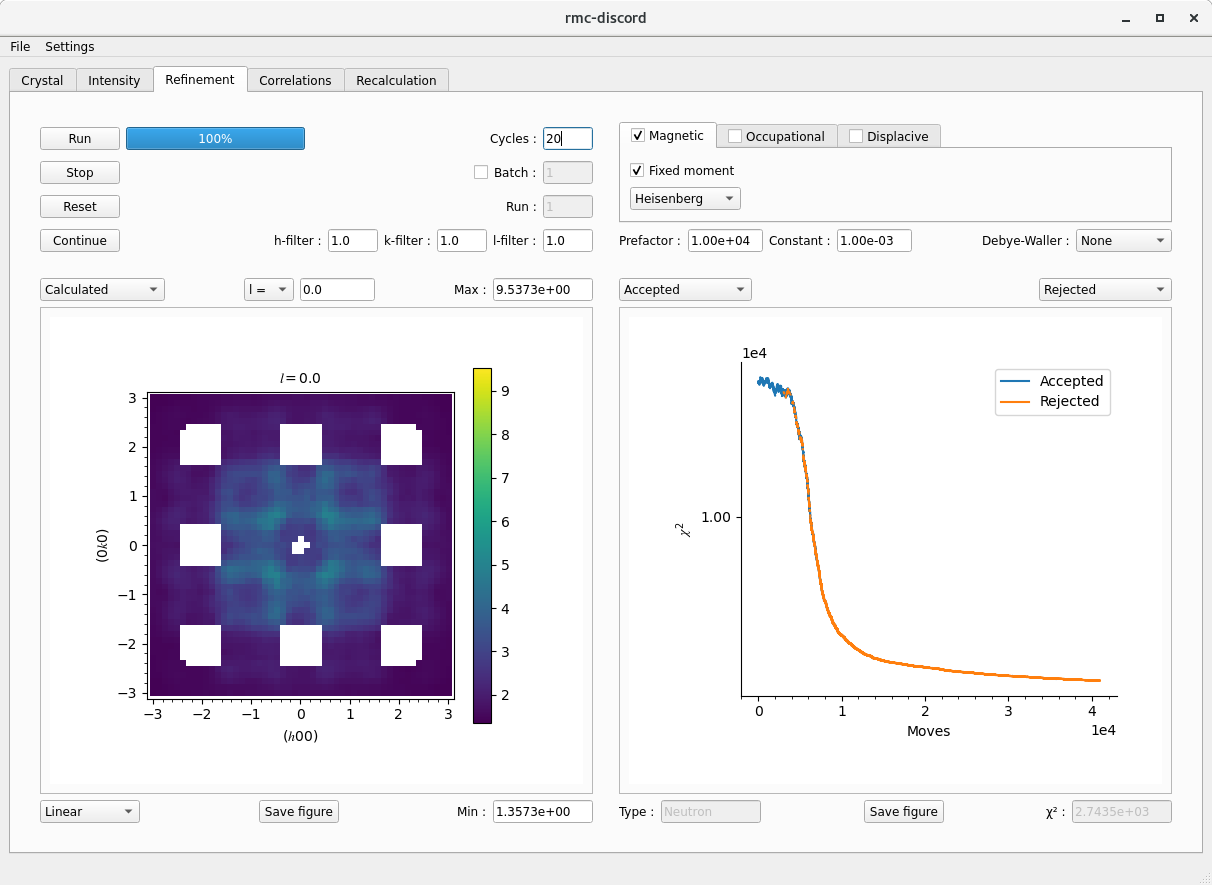 rmc-discord
File Settings
Crystal Intensity Refinement Correlations Recalculation
Run 100% Cycles : 20 Magnetic Occupational Displacive
Stop Batch : 1 Fixed moment
Reset Run : 1 Heisenberg
Continue h-filter : 1.0 k-filter : 1.0 l-filter : 1.0 Prefactor : 1.00e+04 Constant : 1.00e-03 Debye-Waller : None
Calculated l = 0.0 Max : 9.5373e+00 Accepted Rejected
l = 0.0
3
2
1
0
−1
−2
−3
(0k0)
−3 −2 −1 0 1 2 3
(h00)
9
8
7
6
5
4
3
2
1e4
Accepted
Rejected
1.00
χ²
0 1 2 3 4
1e4
Moves
Linear Save figure Min : 1.3573e+00 Type : Neutron Save figure χ² : 2.7435e+03